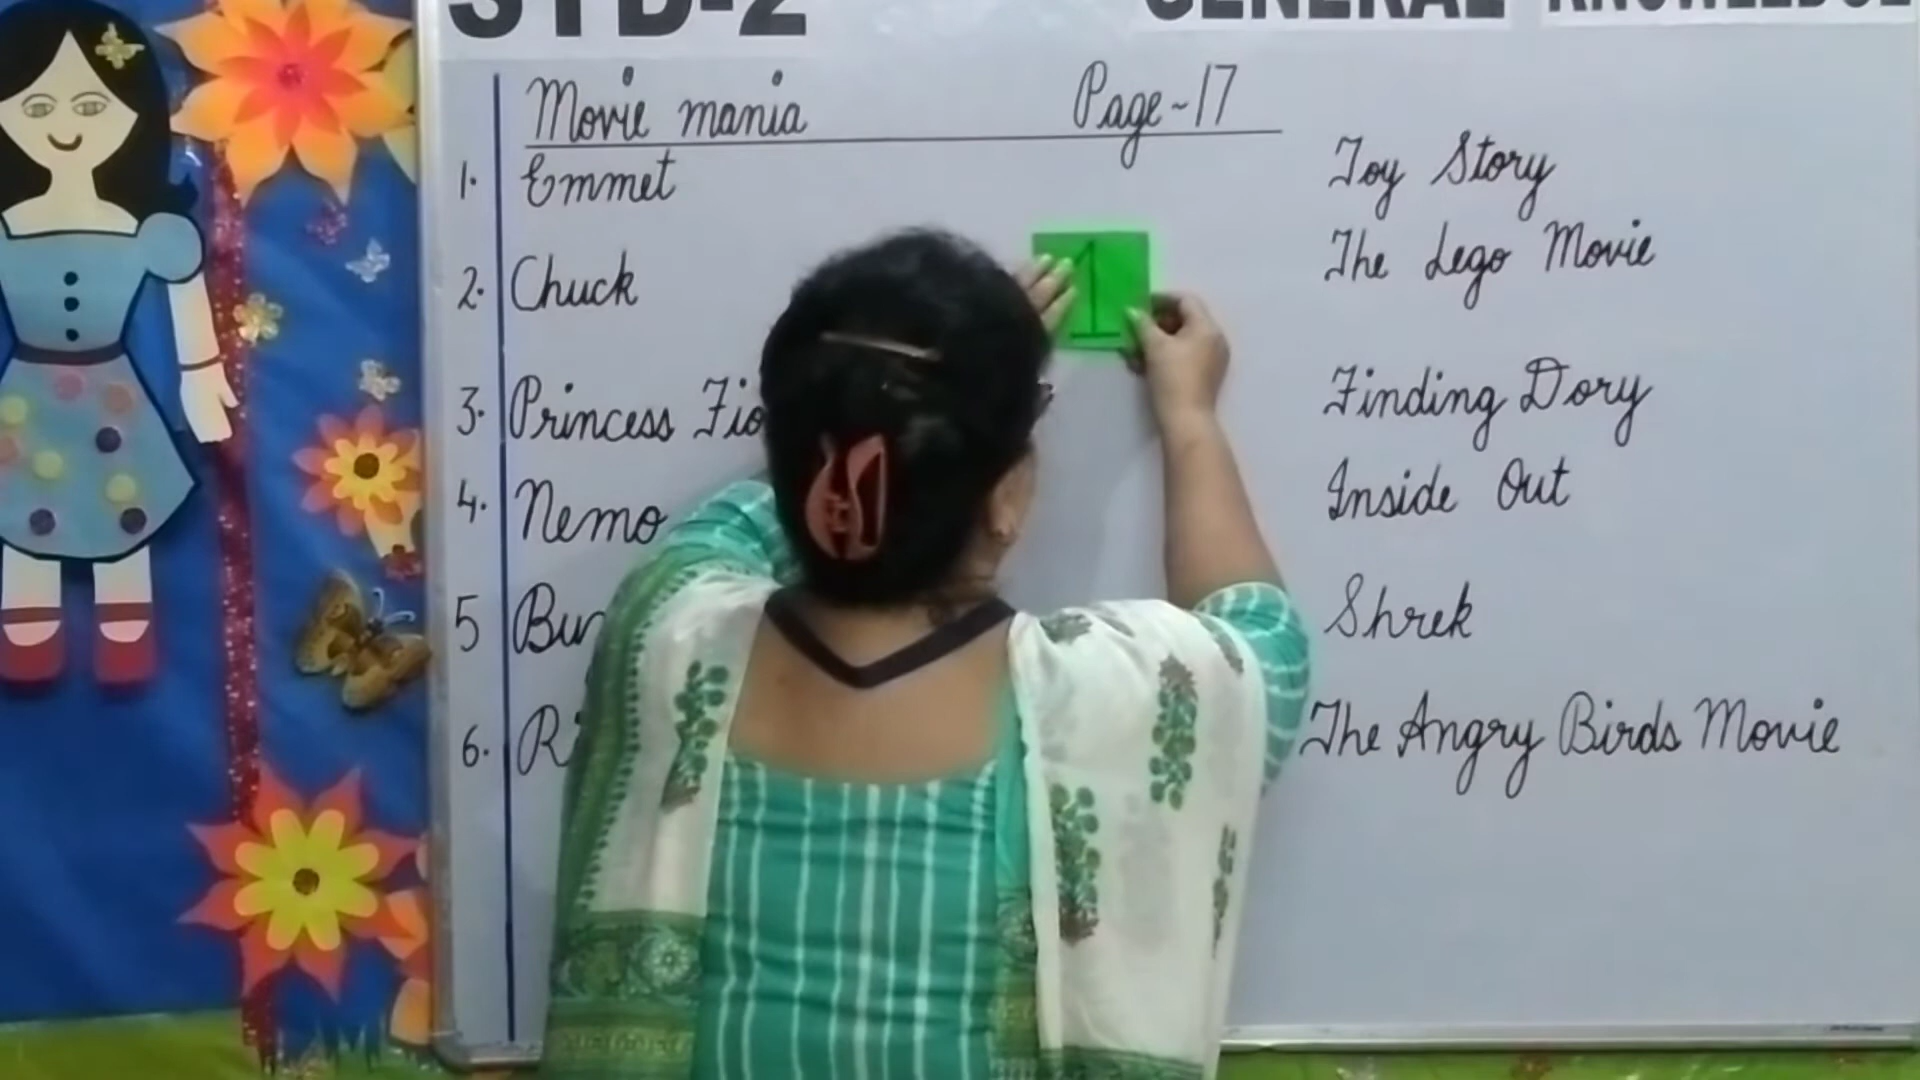 STD-2 GENERAL KNOWLEDGE
Movie mania Page-17
1. Emmet Toy Story
2. Chuck 1 The Lego Movie
3. Princess Fio Finding Dory
4. Nemo Inside Out
5 Shrek
6. The Angry Birds Movie